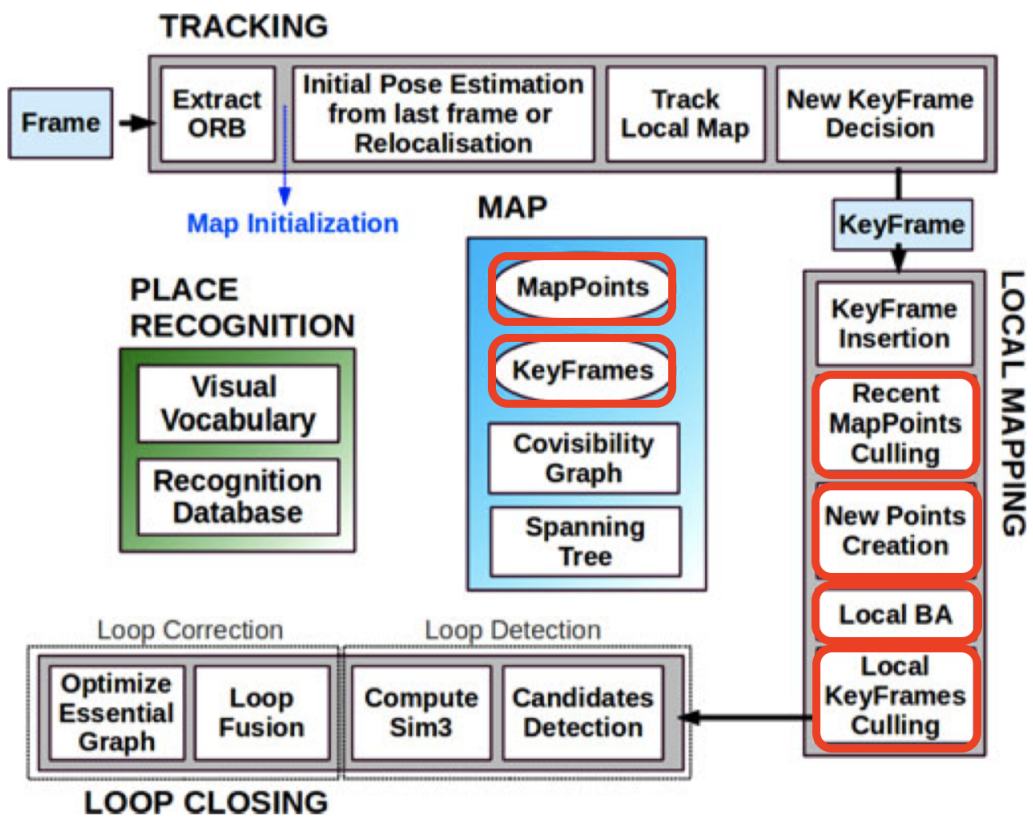 TRACKING
Frame
Extract
ORB
Initial Pose Estimation
from last frame or
Relocalisation
Track
Local Map
New KeyFrame
Decision
Map Initialization
MAP
KeyFrame
PLACE
RECOGNITION
Visual
Vocabulary
Recognition
Database
MapPoints
KeyFrames
Covisibility
Graph
Spanning
Tree
LOCAL MAPPING
KeyFrame
Insertion
Recent
MapPoints
Culling
New Points
Creation
Local BA
Local
KeyFrames
Culling
Loop Correction
Loop Detection
Optimize
Essential
Graph
Loop
Fusion
Compute
Sim3
Candidates
Detection
LOOP CLOSING